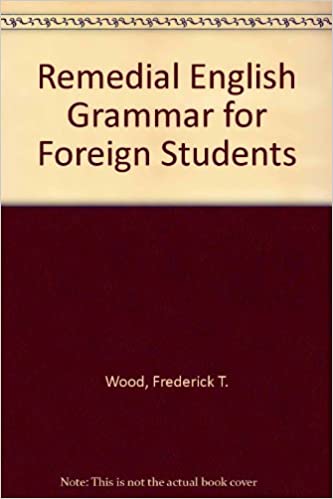 Remedial English
Grammar for
Foreign Students
Wood, Frederick T.
Note: This is not the actual book cover